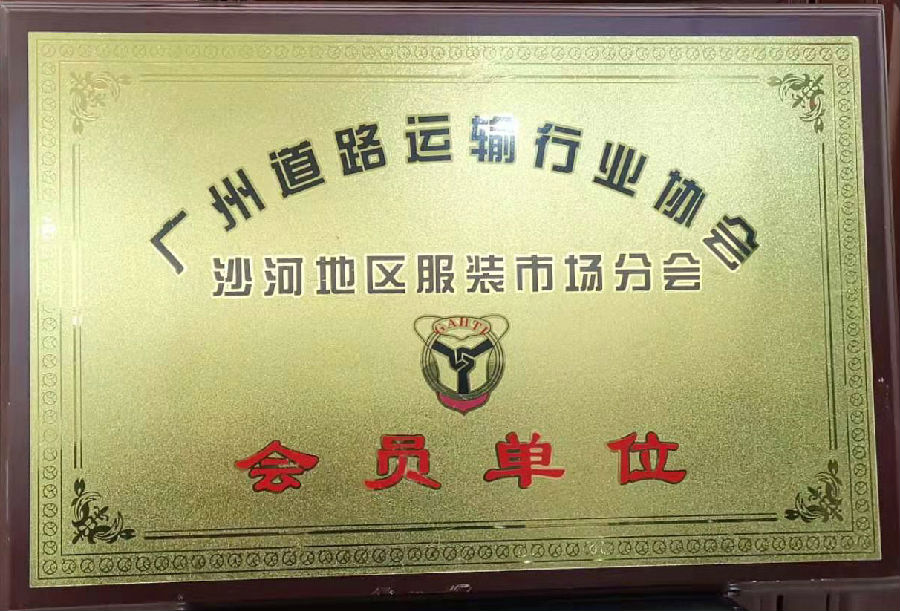 广州道路运输行业协会
沙河地区服装市场分会
GAHTI
会员单位